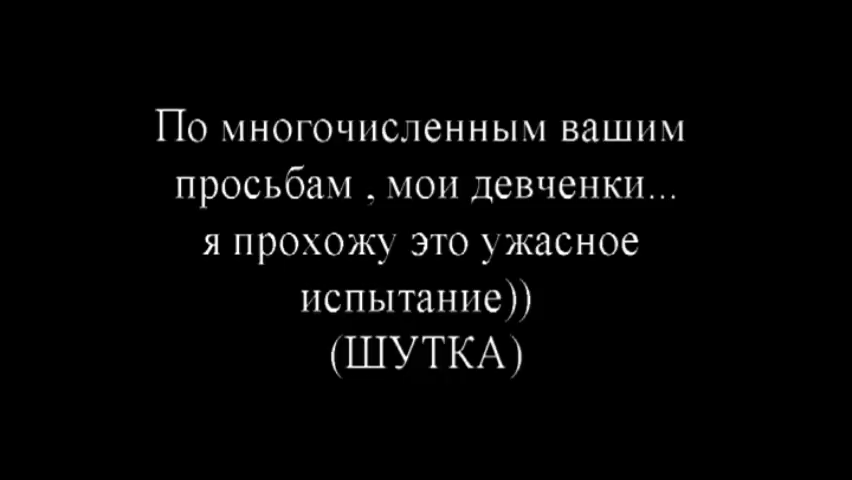 По многочисленным вашим
просьбам , мои девченки...
я прохожу это ужасное
испытание))
(ШУТКА)